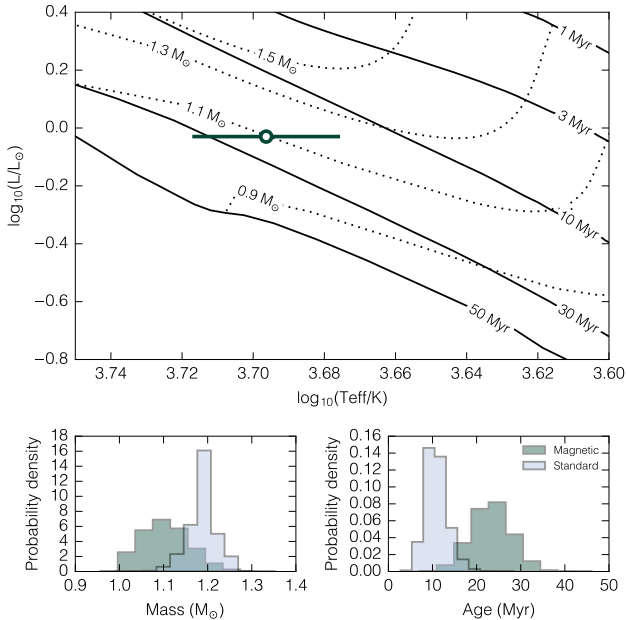 0.4
0.2
0.0
−0.2
−0.4
−0.6
−0.8
log₁₀(L/L⊙)
1.5 M⊙
1.3 M⊙
1.1 M⊙
0.9 M⊙
1 Myr
3 Myr
10 Myr
30 Myr
50 Myr
3.74 3.72 3.70 3.68 3.66 3.64 3.62 3.60
log₁₀(Teff/K)
Probability density
18
16
14
12
10
8
6
4
2
0
0.9 1.0 1.1 1.2 1.3 1.4
Mass (M⊙)
Probability density
0.16
0.14
0.12
0.10
0.08
0.06
0.04
0.02
0.00
Magnetic
Standard
0 10 20 30 40 50
Age (Myr)